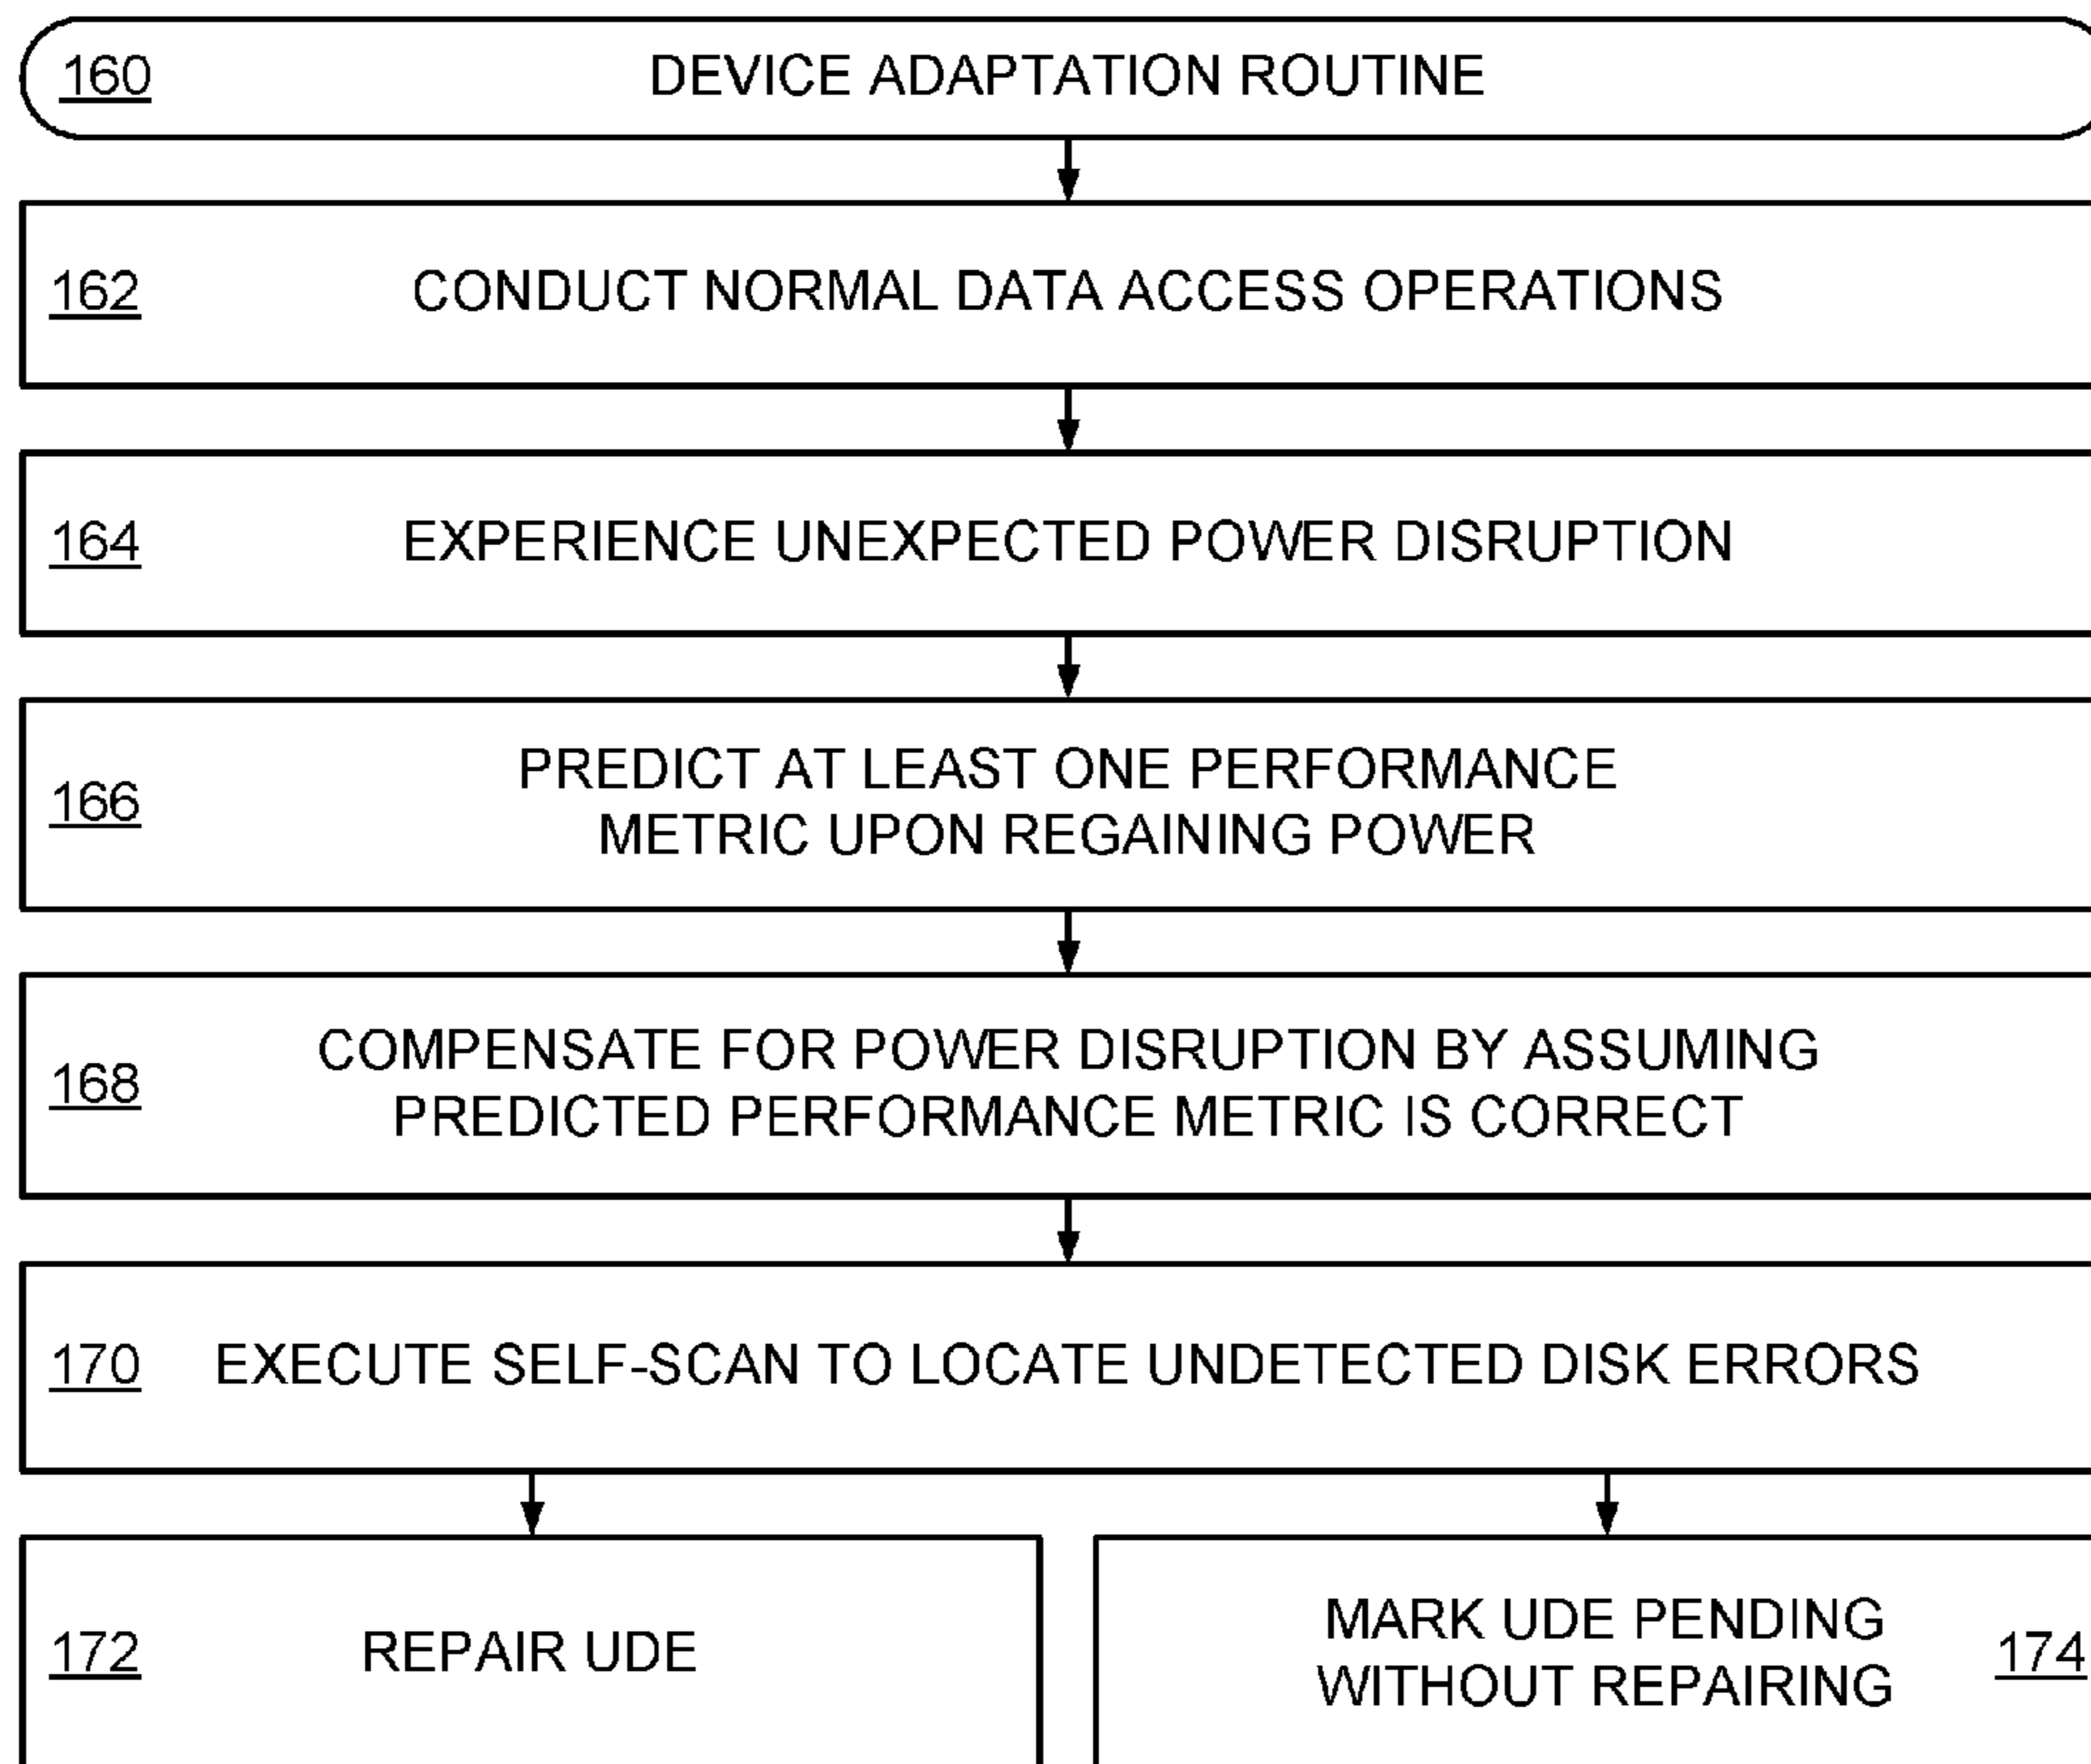 160 DEVICE ADAPTATION ROUTINE
162 CONDUCT NORMAL DATA ACCESS OPERATIONS
164 EXPERIENCE UNEXPECTED POWER DISRUPTION
166 PREDICT AT LEAST ONE PERFORMANCE
METRIC UPON REGAINING POWER
168 COMPENSATE FOR POWER DISRUPTION BY ASSUMING
PREDICTED PERFORMANCE METRIC IS CORRECT
170 EXECUTE SELF-SCAN TO LOCATE UNDETECTED DISK ERRORS
172 REPAIR UDE
MARK UDE PENDING
WITHOUT REPAIRING
174